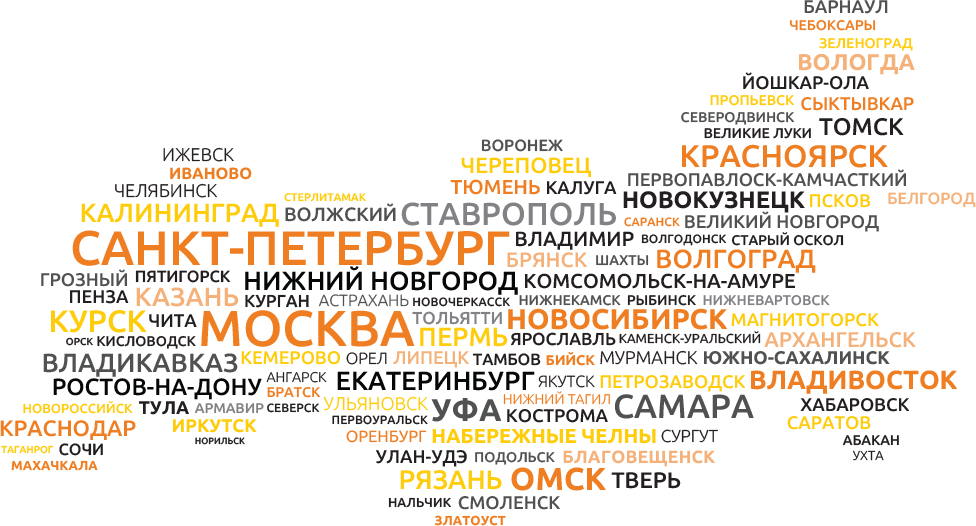 БАРНАУЛ
ЧЕБОКСАРЫ
ЗЕЛЕНОГРАД
ВОЛОГДА
ЙОШКАР-ОЛА
ПРОПЬЕВСК СЫКТЫВКАР
СЕВЕРОДВИНСК
ВЕЛИКИЕ ЛУКИ ТОМСК
ВОРОНЕЖ
ИЖЕВСК
ЧЕРЕПОВЕЦ КРАСНОЯРСК
ИВАНОВО
ПЕРВОПАВЛОСК-КАМЧАСТКИЙ
ЧЕЛЯБИНСК ТЮМЕНЬ КАЛУГА
СТЕРЛИТАМАК НОВОКУЗНЕЦК ПСКОВ БЕЛГОРОД
КАЛИНИНГРАД ВОЛЖСКИЙ СТАВРОПОЛЬ
САРАНСК ВЕЛИКИЙ НОВГОРОД
САНКТ-ПЕТЕРБУРГ ВЛАДИМИР ВОЛГОДОНСК СТАРЫЙ ОСКОЛ
БРЯНСК ШАХТЫ ВОЛГОГРАД
ГРОЗНЫЙ ПЯТИГОРСК НИЖНИЙ НОВГОРОД КОМСОМОЛЬСК-НА-АМУРЕ
ПЕНЗА КАЗАНЬ КУРГАН АСТРАХАНЬ НОВОЧЕРКАССК НИЖНЕКАМСК РЫБИНСК НИЖНЕВАРТОВСК
КУРСК ЧИТА МОСКВА ТОЛЬЯТТИ НОВОСИБИРСК МАГНИТОГОРСК
ОРСК КИСЛОВОДСК ПЕРМЬ ЯРОСЛАВЛЬ КАМЕНСК-УРАЛЬСКИЙ АРХАНГЕЛЬСК
ВЛАДИКАВКАЗ КЕМЕРОВО ОРЕЛ ЛИПЕЦК ТАМБОВ БИЙСК МУРМАНСК ЮЖНО-САХАЛИНСК
РОСТОВ-НА-ДОНУ АНГАРСК ЕКАТЕРИНБУРГ ЯКУТСК ПЕТРОЗАВОДСК ВЛАДИВОСТОК
БРАТСК
НОВОРОССИЙСК ТУЛА АРМАВИР СЕВЕРСК УЛЬЯНОВСК УФА НИЖНИЙ ТАГИЛ САМАРА ХАБАРОВСК
КРАСНОДАР ИРКУТСК ПЕРВОУРАЛЬСК КОСТРОМА САРАТОВ
ТАГАНРОГ СОЧИ НОРИЛЬСК ОРЕНБУРГ НАБЕРЕЖНЫЕ ЧЕЛНЫ СУРГУТ АБАКАН
МАХАЧКАЛА УЛАН-УДЭ ПОДОЛЬСК БЛАГОВЕЩЕНСК УХТА
РЯЗАНЬ ОМСК ТВЕРЬ
НАЛЬЧИК СМОЛЕНСК
ЗЛАТОУСТ